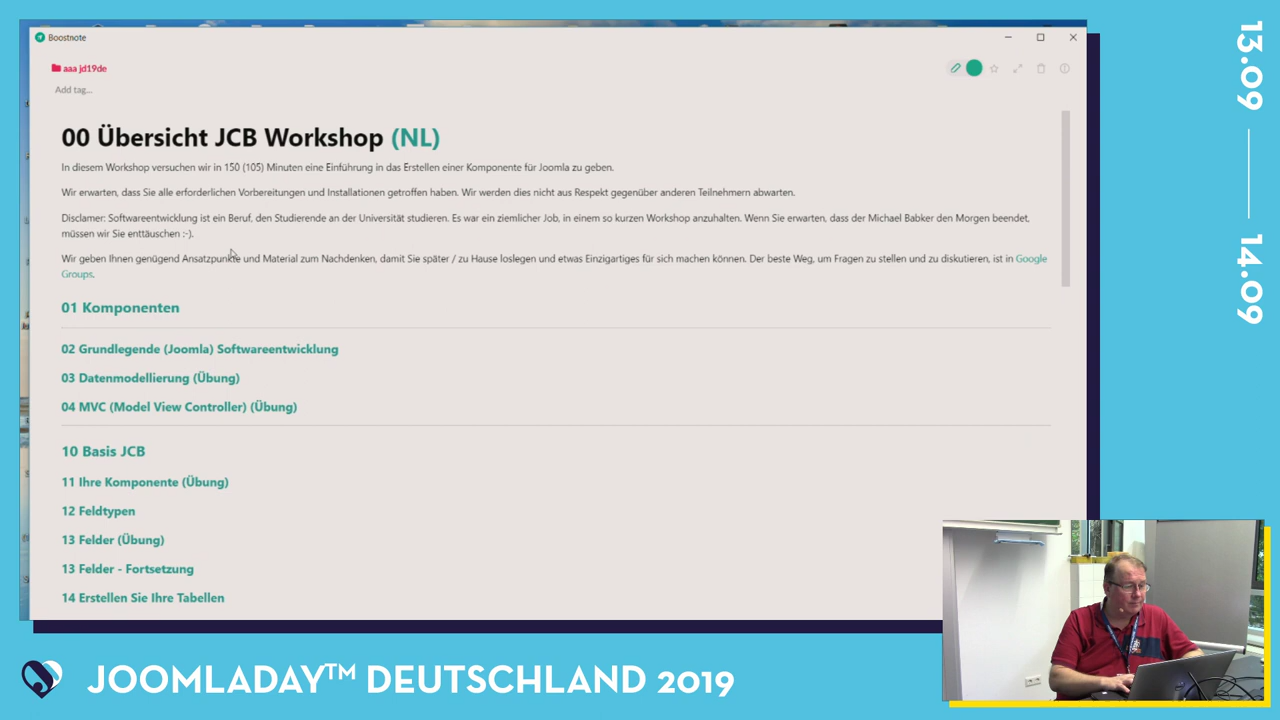 Boostnote
aaa jd19de
Add tag...
00 Übersicht JCB Workshop (NL)
In diesem Workshop versuchen wir in 150 (105) Minuten eine Einführung in das Erstellen einer Komponente für Joomla zu geben.
Wir erwarten, dass Sie alle erforderlichen Vorbereitungen und Installationen getroffen haben. Wir werden dies nicht aus Respekt gegenüber anderen Teilnehmern abwarten.
Disclamer: Softwareentwicklung ist ein Beruf, den Studierende an der Universität studieren. Es war ein ziemlicher Job, in einem so kurzen Workshop anzuhalten. Wenn Sie erwarten, dass der Michael Babker den Morgen beendet,
müssen wir Sie enttäuschen :-).
Wir geben Ihnen genügend Ansatzpunkte und Material zum Nachdenken, damit Sie später / zu Hause loslegen und etwas Einzigartiges für sich machen können. Der beste Weg, um Fragen zu stellen und zu diskutieren, ist in Google
Groups.
01 Komponenten
02 Grundlegende (Joomla) Softwareentwicklung
03 Datenmodellierung (Übung)
04 MVC (Model View Controller) (Übung)
10 Basis JCB
11 Ihre Komponente (Übung)
12 Feldtypen
13 Felder (Übung)
13 Felder - Fortsetzung
14 Erstellen Sie Ihre Tabellen
13.09
14.09
JOOMLADAY™ DEUTSCHLAND 2019